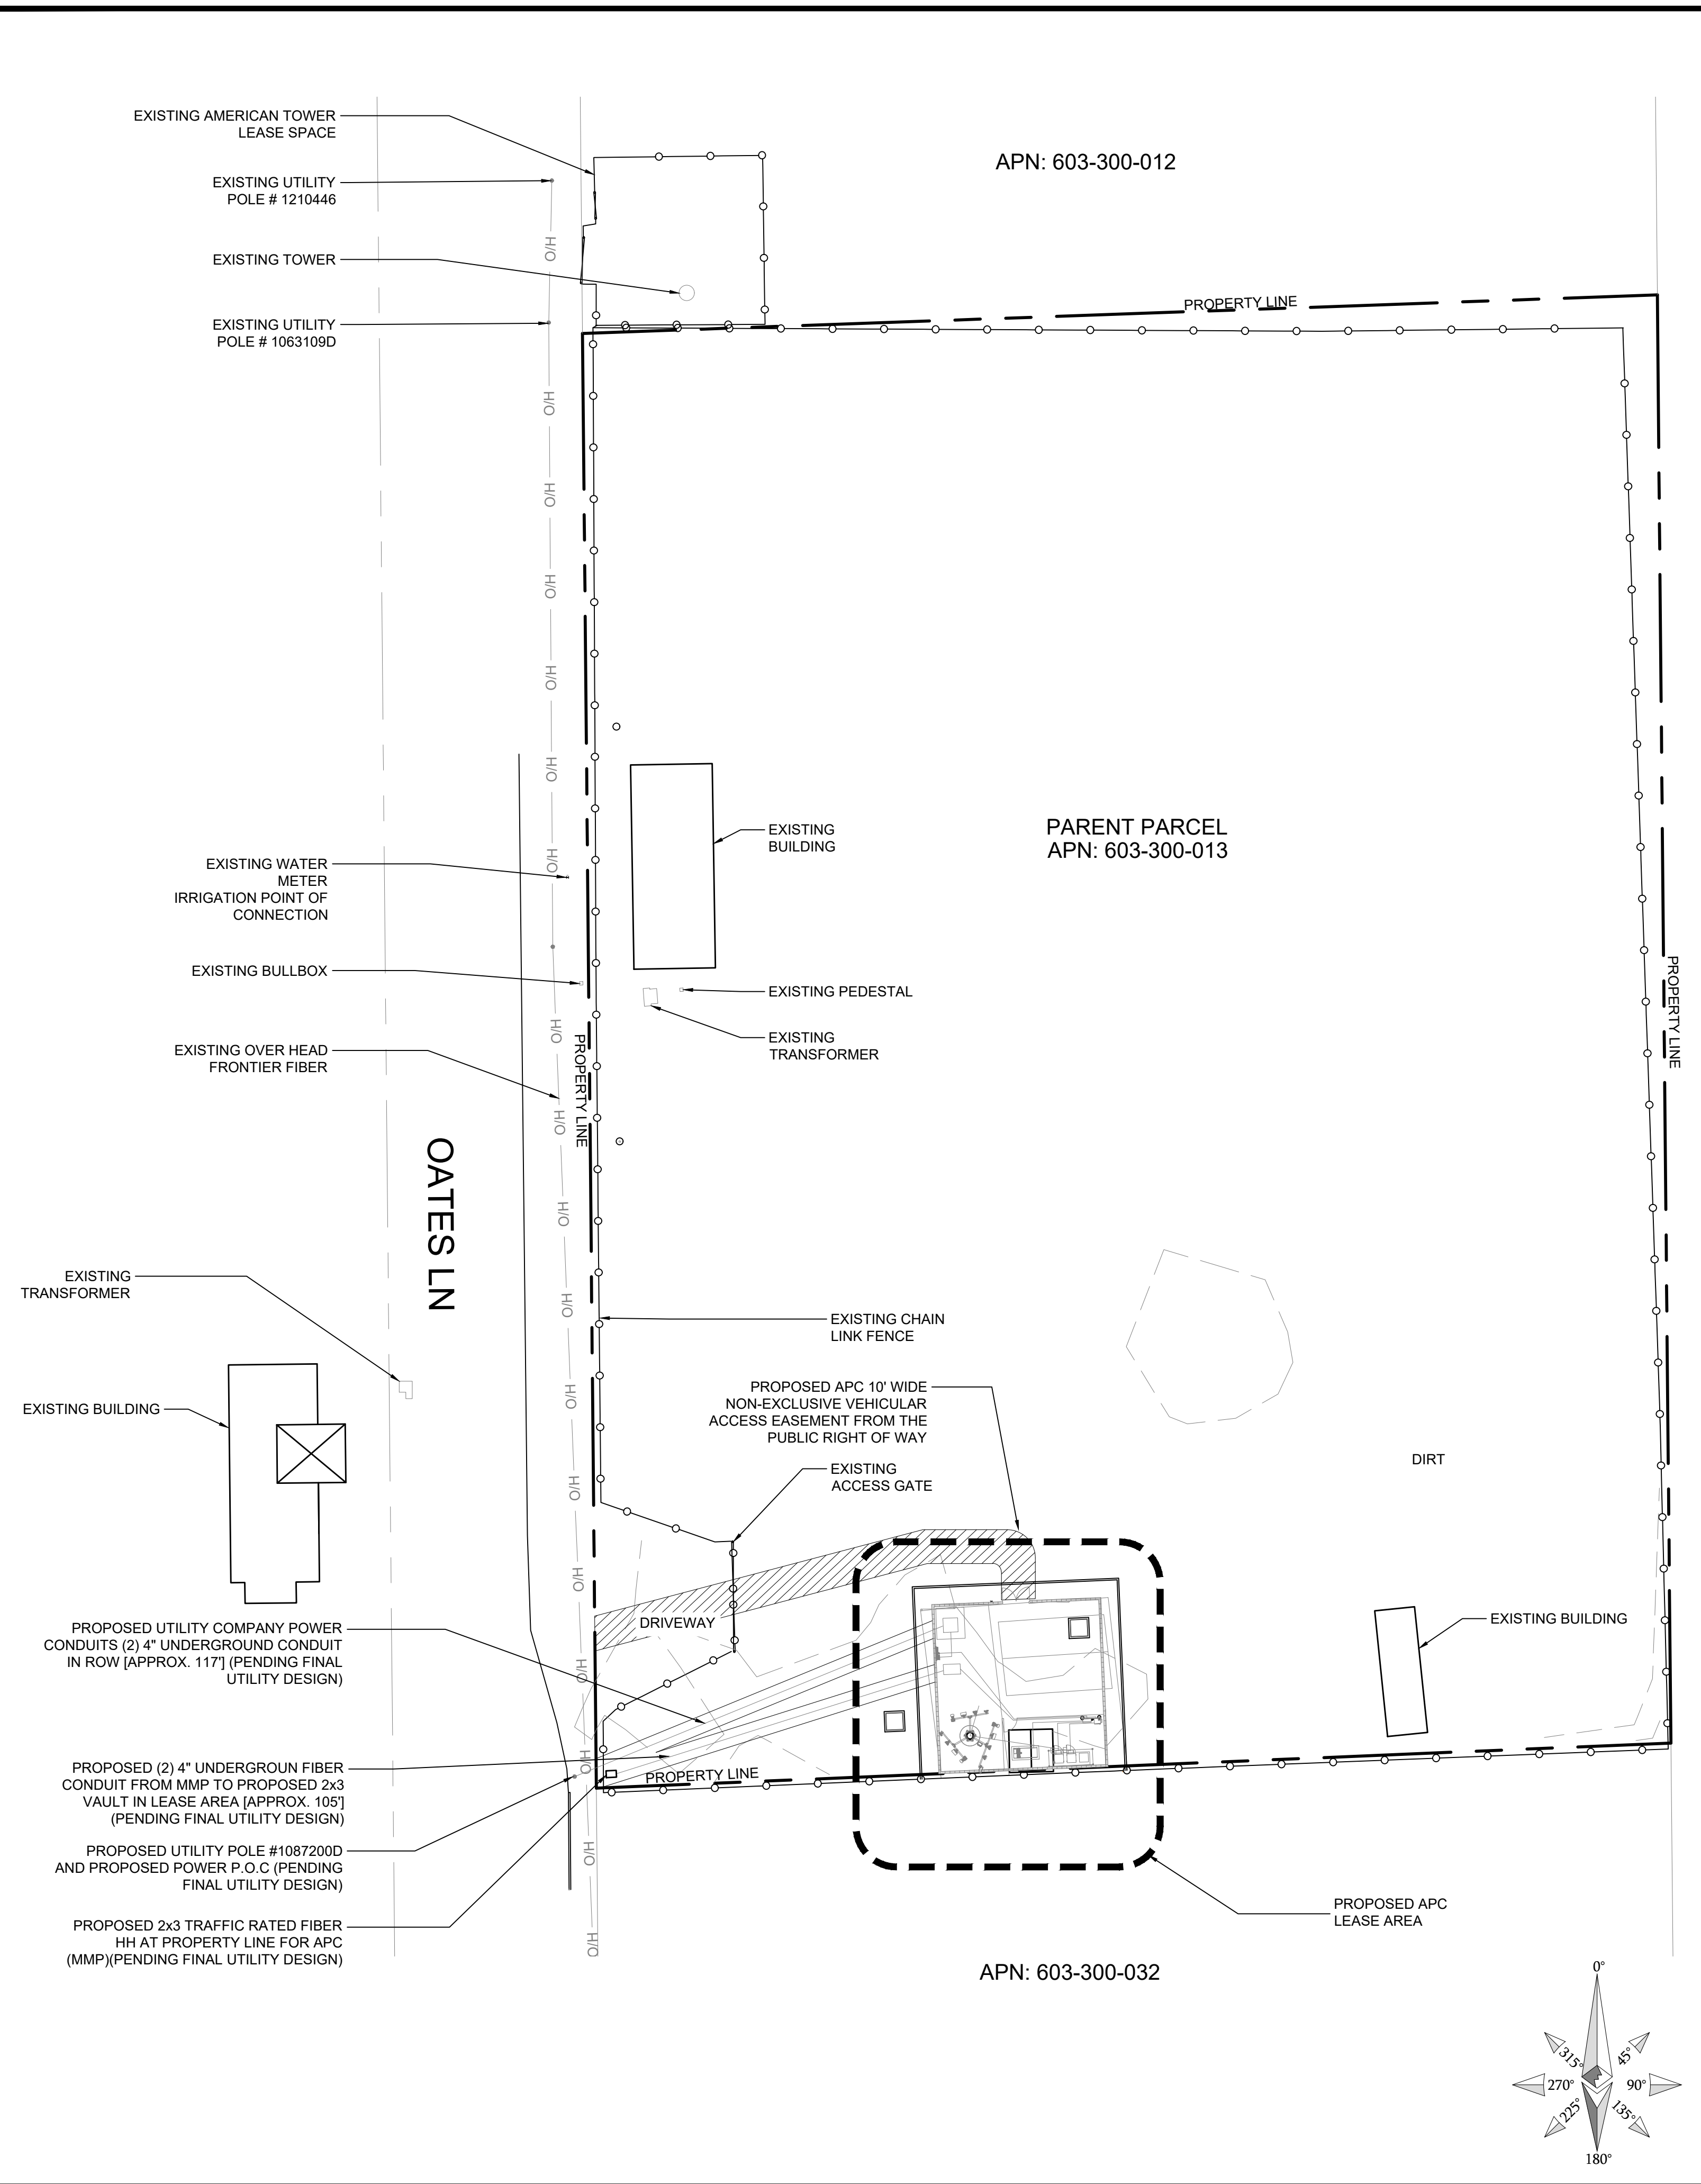 EXISTING AMERICAN TOWER
LEASE SPACE
APN: 603-300-012
EXISTING UTILITY
POLE # 1210446
O/H
EXISTING TOWER
PROPERTY LINE
EXISTING UTILITY
POLE # 1063109D
O/H
O/H
O/H
O/H
O/H
O/H
EXISTING
BUILDING
PARENT PARCEL
APN: 603-300-013
EXISTING WATER
METER
IRRIGATION POINT OF
CONNECTION
EXISTING BULLBOX
EXISTING PEDESTAL
PROPERTY LINE
O/H
EXISTING
TRANSFORMER
EXISTING OVER HEAD
FRONTIER FIBER
PROPERTY LINE
O/H
OATES LN
O/H
EXISTING
TRANSFORMER
O/H
EXISTING CHAIN
LINK FENCE
PROPOSED APC 10' WIDE
NON-EXCLUSIVE VEHICULAR
ACCESS EASEMENT FROM THE
PUBLIC RIGHT OF WAY
O/H
EXISTING BUILDING
DIRT
EXISTING
ACCESS GATE
O/H
O/H
DRIVEWAY
EXISTING BUILDING
PROPOSED UTILITY COMPANY POWER
CONDUITS (2) 4" UNDERGROUND CONDUIT
IN ROW [APPROX. 117'] (PENDING FINAL
UTILITY DESIGN)
O/H
O/H
PROPOSED (2) 4" UNDERGROUN FIBER
CONDUIT FROM MMP TO PROPOSED 2x3
VAULT IN LEASE AREA [APPROX. 105']
(PENDING FINAL UTILITY DESIGN)
PROPERTY LINE
PROPOSED UTILITY POLE #1087200D
AND PROPOSED POWER P.O.C (PENDING
FINAL UTILITY DESIGN)
O/H
PROPOSED APC
LEASE AREA
PROPOSED 2x3 TRAFFIC RATED FIBER
HH AT PROPERTY LINE FOR APC
(MMP)(PENDING FINAL UTILITY DESIGN)
O/H
APN: 603-300-032
0°
315°
45°
270°
90°
225°
135°
180°